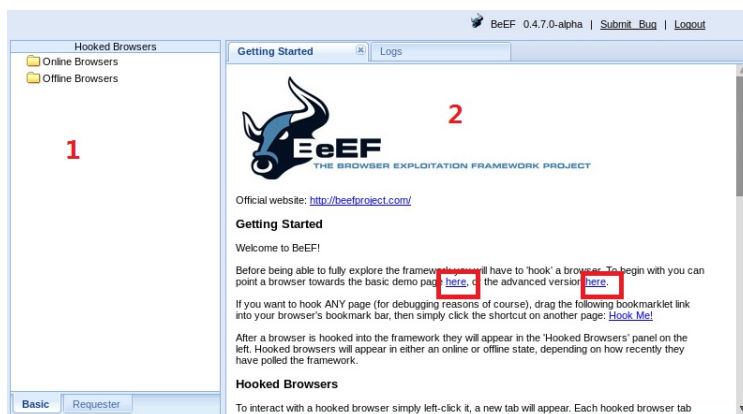 BeEF 0.4.7.0-alpha | Submit Bug | Logout
Hooked Browsers
Online Browsers
Offline Browsers
1
Getting Started
Logs
2
BeEF
THE BROWSER EXPLOITATION FRAMEWORK PROJECT
Official website: http://beefproject.com/
Getting Started
Welcome to BeEF!
Before being able to fully explore the framework you will have to 'hook' a browser. To begin with you can
point a browser towards the basic demo page here, or the advanced version here.
If you want to hook ANY page (for debugging reasons of course), drag the following bookmarklet link
into your browser's bookmark bar, then simply click the shortcut on another page: Hook Me!
After a browser is hooked into the framework they will appear in the 'Hooked Browsers' panel on the
left. Hooked browsers will appear in either an online or offline state, depending on how recently they
have polled the framework.
Hooked Browsers
To interact with a hooked browser simply left-click it, a new tab will appear. Each hooked browser tab
Basic
Requester